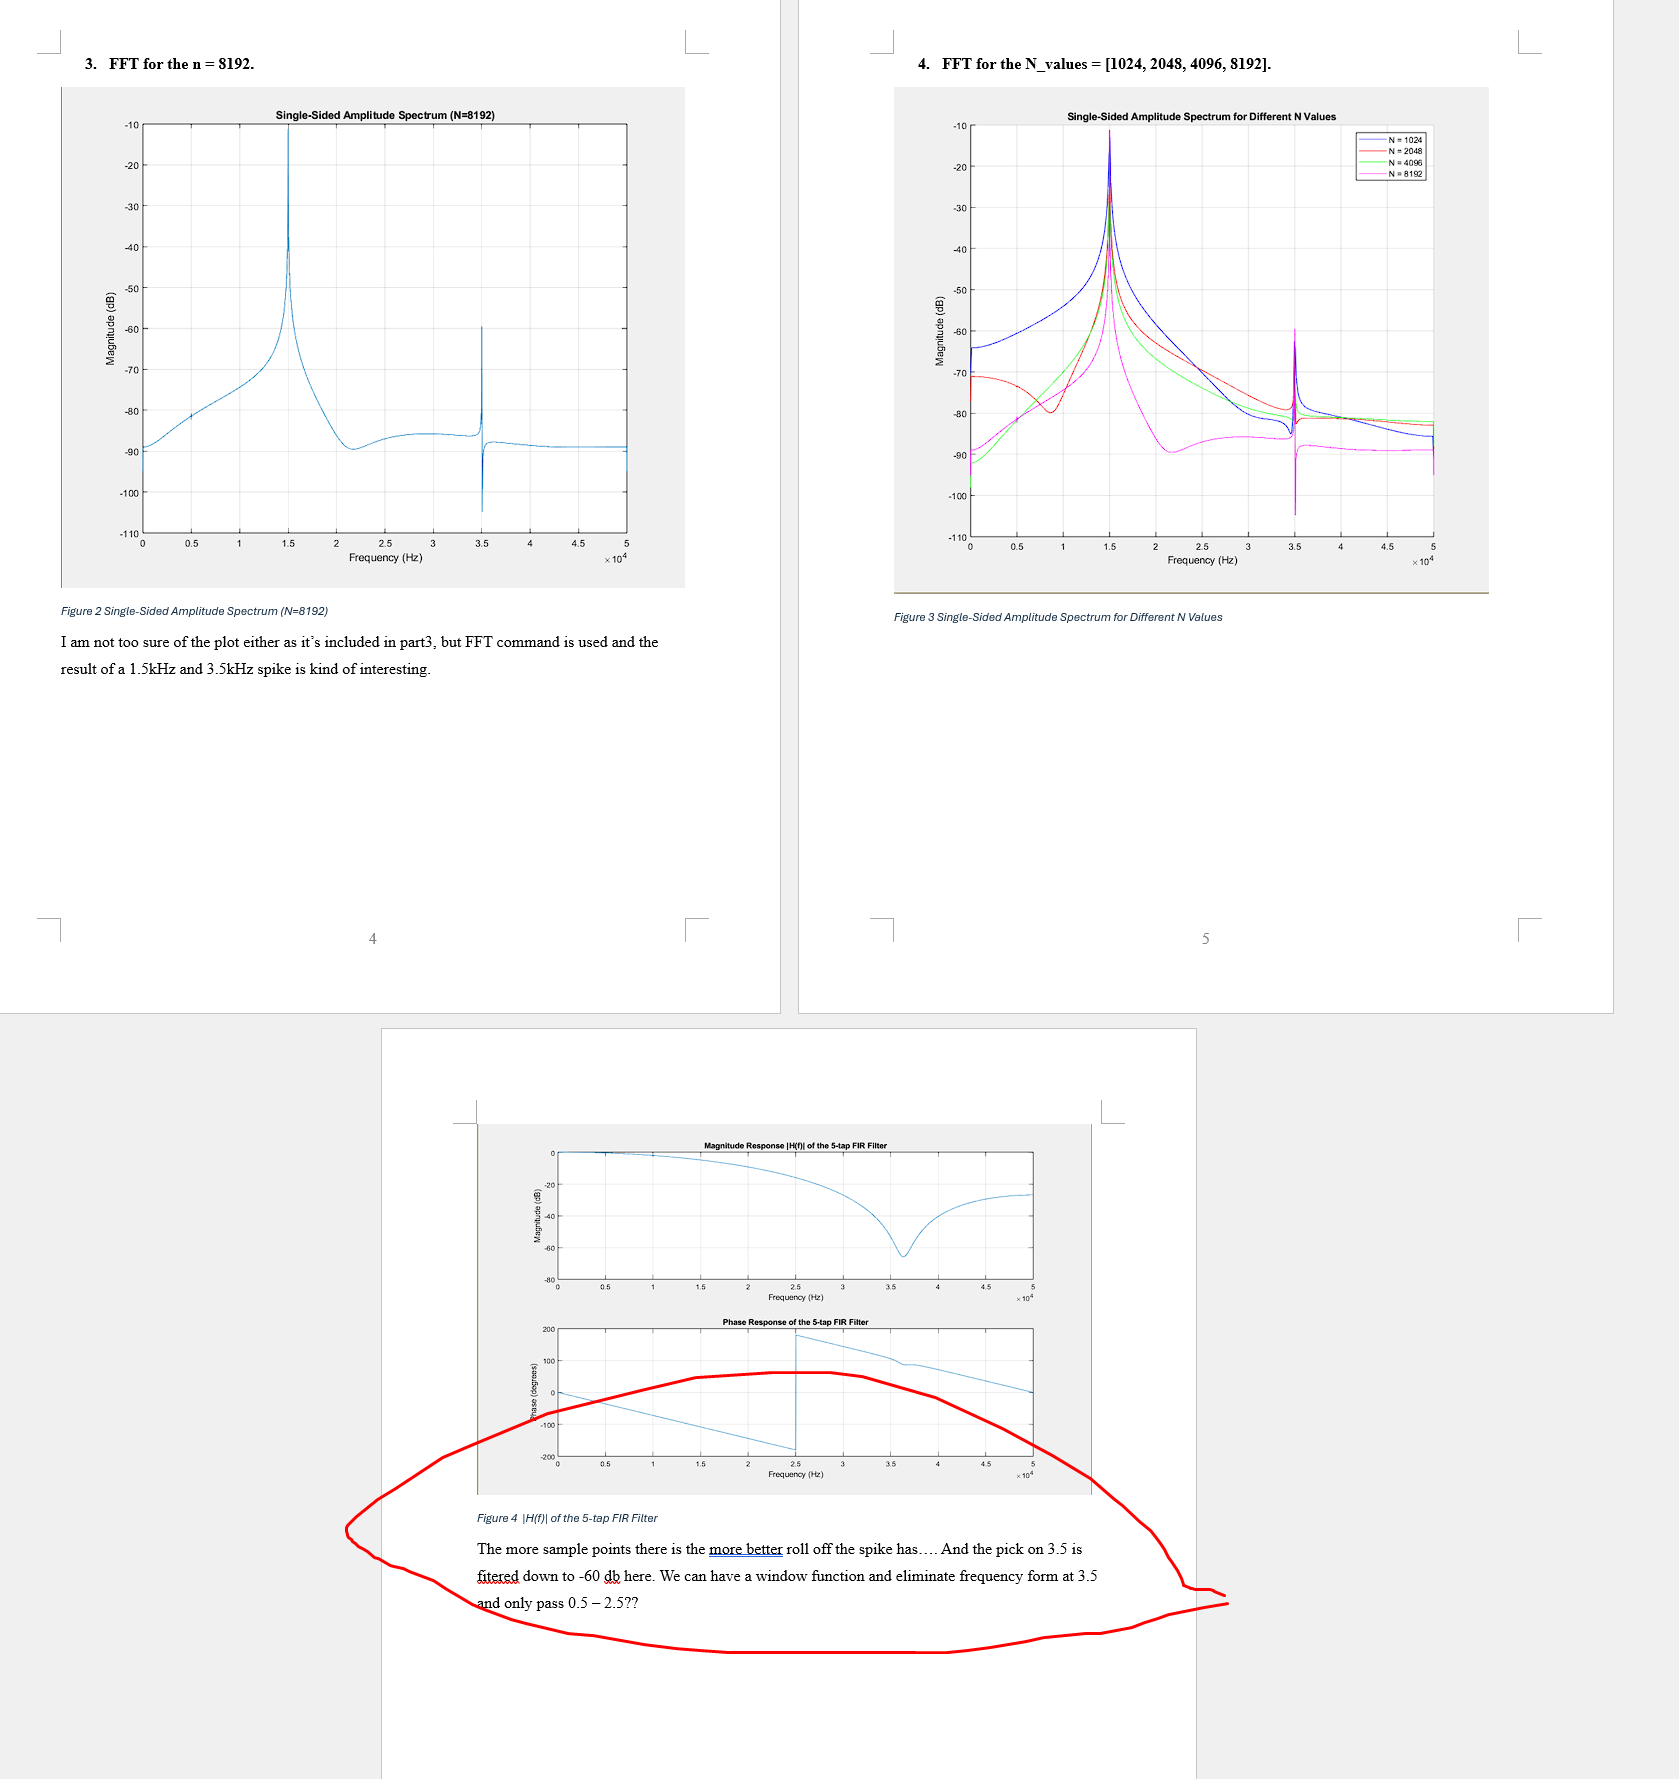 3. FFT for the n = 8192.
Single-Sided Amplitude Spectrum (N=8192)
Magnitude (dB)
-10
-20
-30
-40
-50
-60
-70
-80
-90
-100
-110
0 0.5 1 1.5 2 2.5 3 3.5 4 4.5 5
Frequency (Hz)
×10⁴
Figure 2 Single-Sided Amplitude Spectrum (N=8192)
I am not too sure of the plot either as it’s included in part3, but FFT command is used and the
result of a 1.5kHz and 3.5kHz spike is kind of interesting.
4
4. FFT for the N_values = [1024, 2048, 4096, 8192].
Single-Sided Amplitude Spectrum for Different N Values
N = 1024
N = 2048
N = 4096
N = 8192
Magnitude (dB)
-10
-20
-30
-40
-50
-60
-70
-80
-90
-100
-110
0 0.5 1 1.5 2 2.5 3 3.5 4 4.5 5
Frequency (Hz)
×10⁴
Figure 3 Single-Sided Amplitude Spectrum for Different N Values
5
Magnitude Response |H(f)| of the 5-tap FIR Filter
Magnitude (dB)
0
-20
-40
-60
-80
0 0.5 1 1.5 2 2.5 3 3.5 4 4.5 5
Frequency (Hz)
×10⁴
Phase Response of the 5-tap FIR Filter
Phase (degrees)
200
100
0
-100
-200
0 0.5 1 1.5 2 2.5 3 3.5 4 4.5 5
Frequency (Hz)
×10⁴
Figure 4 |H(f)| of the 5-tap FIR Filter
The more sample points there is the more better roll off the spike has…. And the pick on 3.5 is
fitered down to -60 db here. We can have a window function and eliminate frequency form at 3.5
and only pass 0.5 – 2.5??